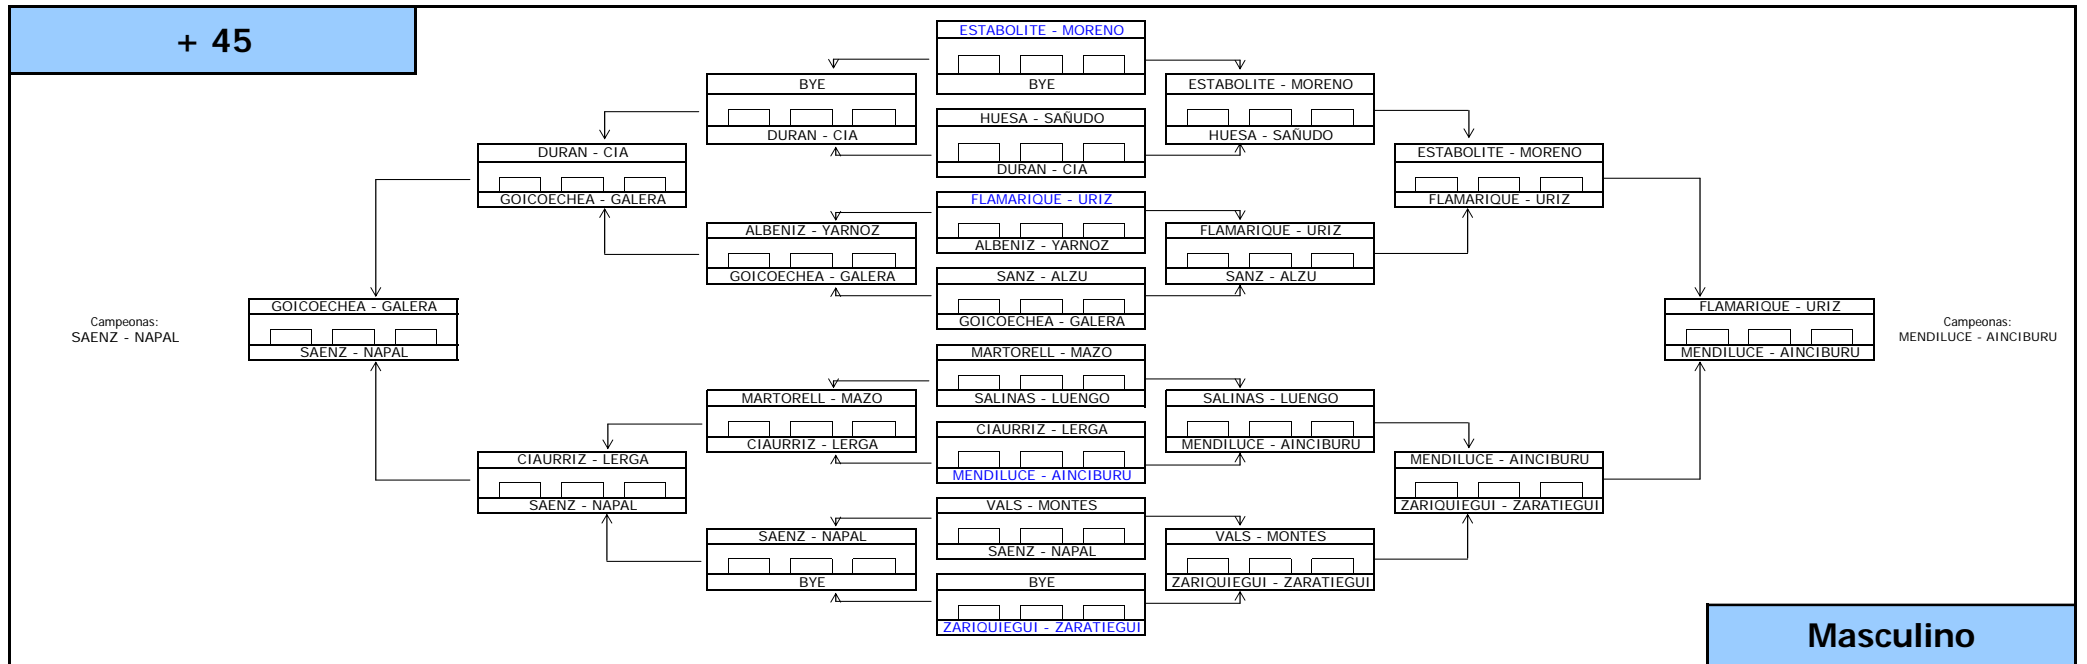 + 45
ESTABOLITE - MORENO
BYE
HUESA - SAÑUDO
DURAN - CIA
FLAMARIQUE - URIZ
ALBENIZ - YARNOZ
SANZ - ALZU
GOICOECHEA - GALERA
MARTORELL - MAZO
SALINAS - LUENGO
CIAURRIZ - LERGA
MENDILUCE - AINCIBURU
VALS - MONTES
SAENZ - NAPAL
BYE
ZARIQUIEGUI - ZARATIEGUI
BYE
DURAN - CIA
ALBENIZ - YARNOZ
GOICOECHEA - GALERA
MARTORELL - MAZO
CIAURRIZ - LERGA
SAENZ - NAPAL
BYE
DURAN - CIA
GOICOECHEA - GALERA
CIAURRIZ - LERGA
SAENZ - NAPAL
GOICOECHEA - GALERA
SAENZ - NAPAL
Campeonas:
SAENZ - NAPAL
ESTABOLITE - MORENO
HUESA - SAÑUDO
FLAMARIQUE - URIZ
SANZ - ALZU
SALINAS - LUENGO
MENDILUCE - AINCIBURU
VALS - MONTES
ZARIQUIEGUI - ZARATIEGUI
ESTABOLITE - MORENO
FLAMARIQUE - URIZ
MENDILUCE - AINCIBURU
ZARIQUIEGUI - ZARATIEGUI
FLAMARIQUE - URIZ
MENDILUCE - AINCIBURU
Campeonas:
MENDILUCE - AINCIBURU
Masculino